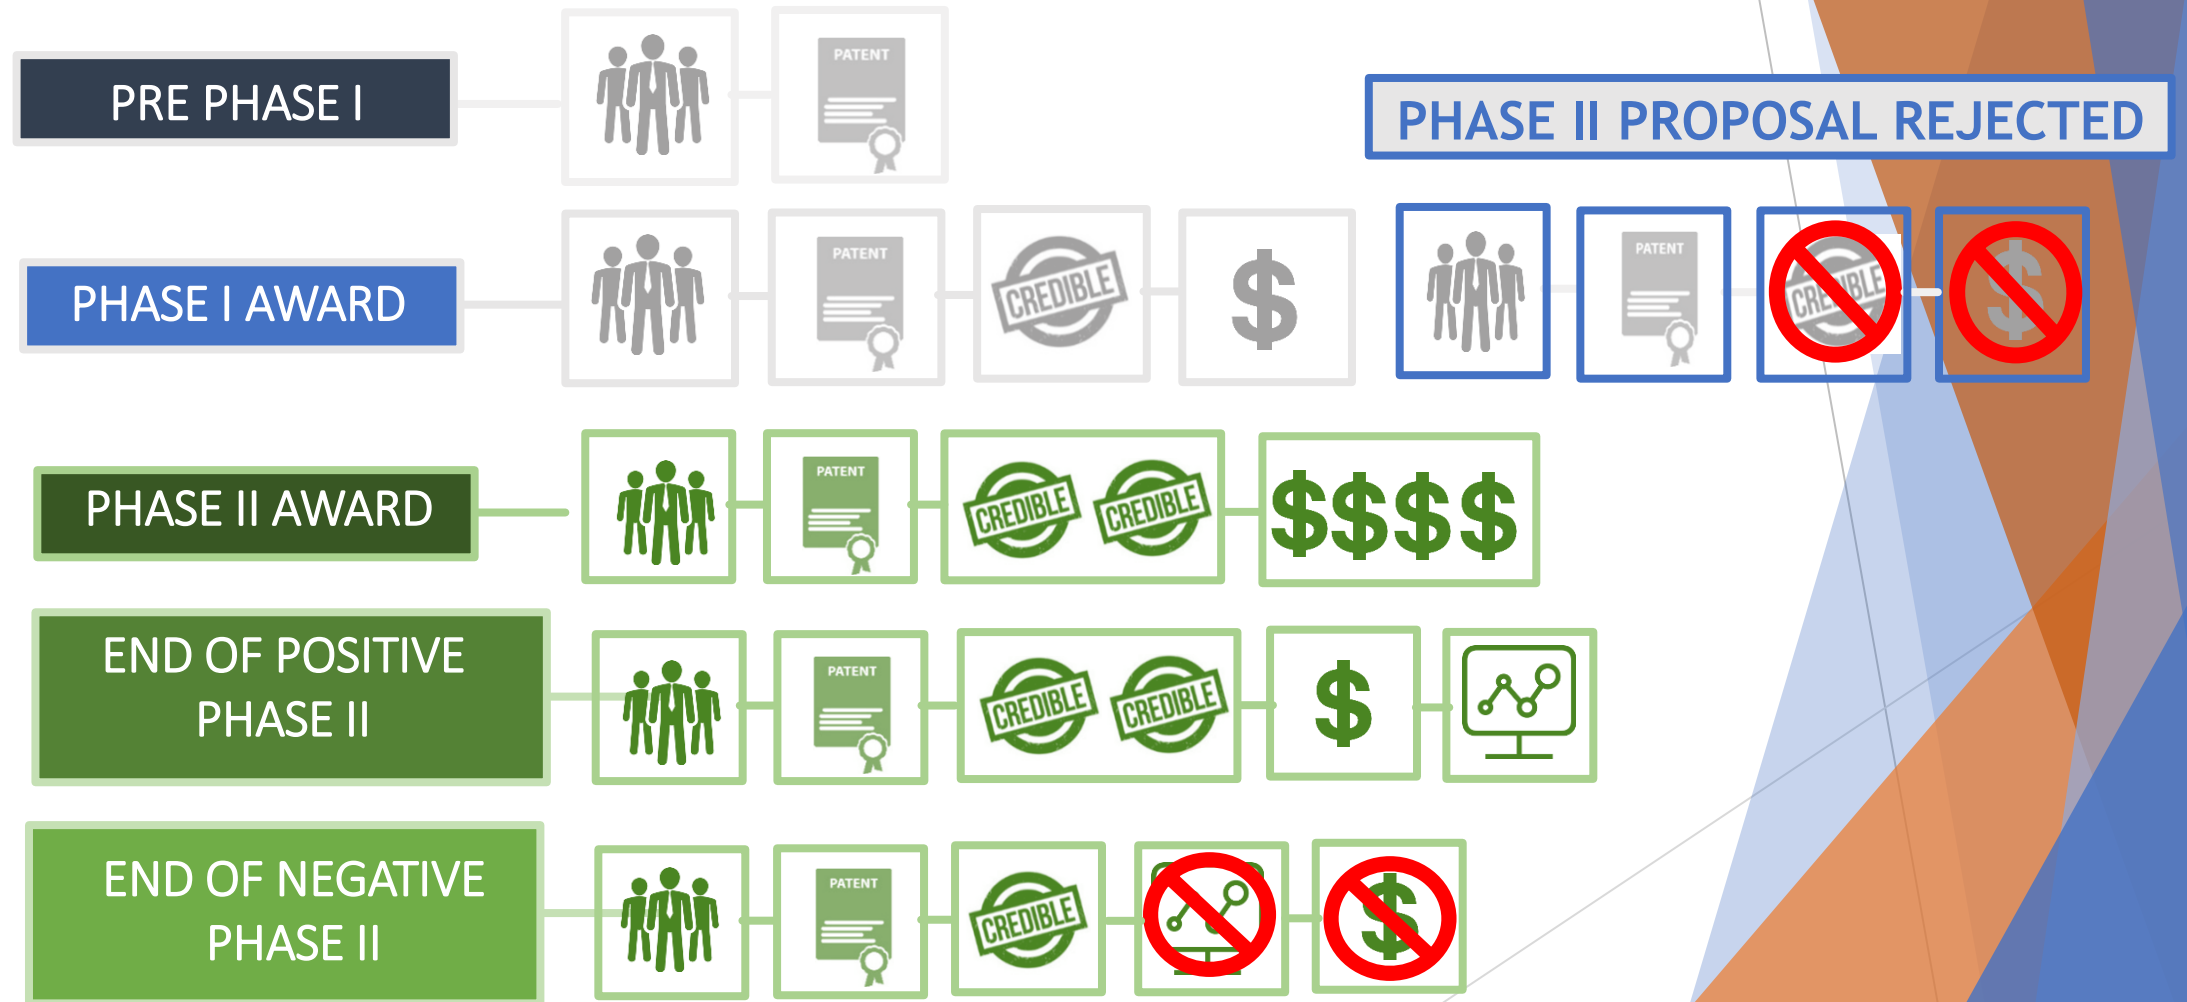 PRE PHASE I
PATENT
PHASE II PROPOSAL REJECTED
PHASE I AWARD
PATENT
CREDIBLE
$
PATENT
CREDIBLE
$
PHASE II AWARD
PATENT
CREDIBLE
CREDIBLE
$$$$
END OF POSITIVE
PHASE II
PATENT
CREDIBLE
CREDIBLE
$
END OF NEGATIVE
PHASE II
PATENT
CREDIBLE
$